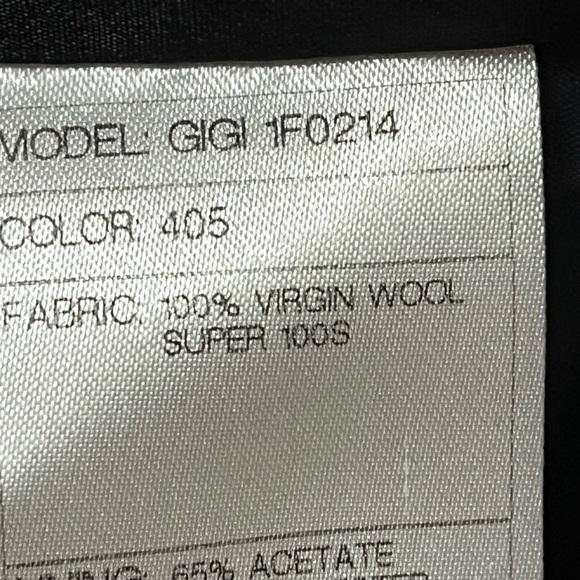 MODEL: GIGI 1F0214
COLOR: 405
FABRIC: 100% VIRGIN WOOL
SUPER 100S
65% ACETATE